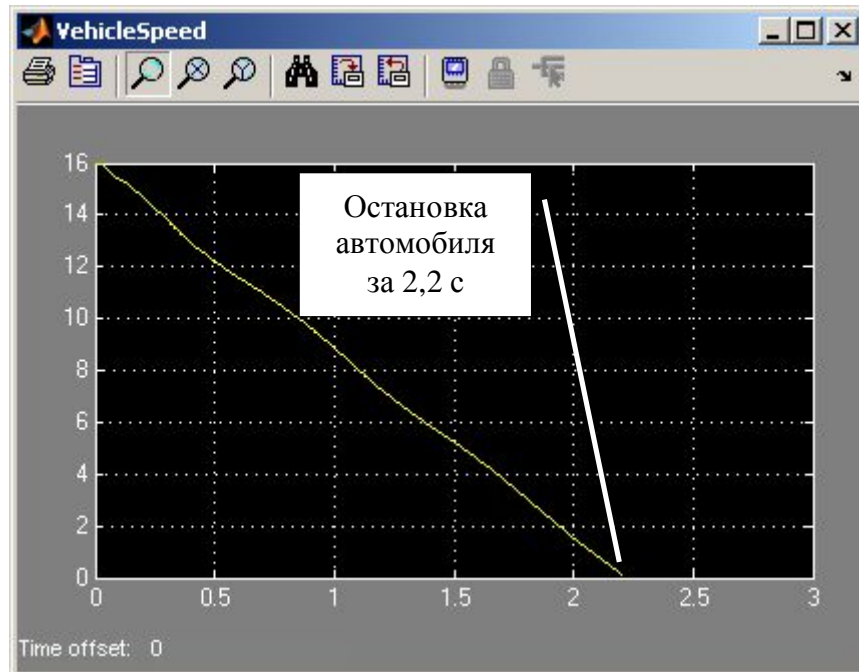 VehicleSpeed
16
14
12
10
8
6
4
2
0
Остановка
автомобиля
за 2,2 с
0 0.5 1 1.5 2 2.5 3
Time offset: 0